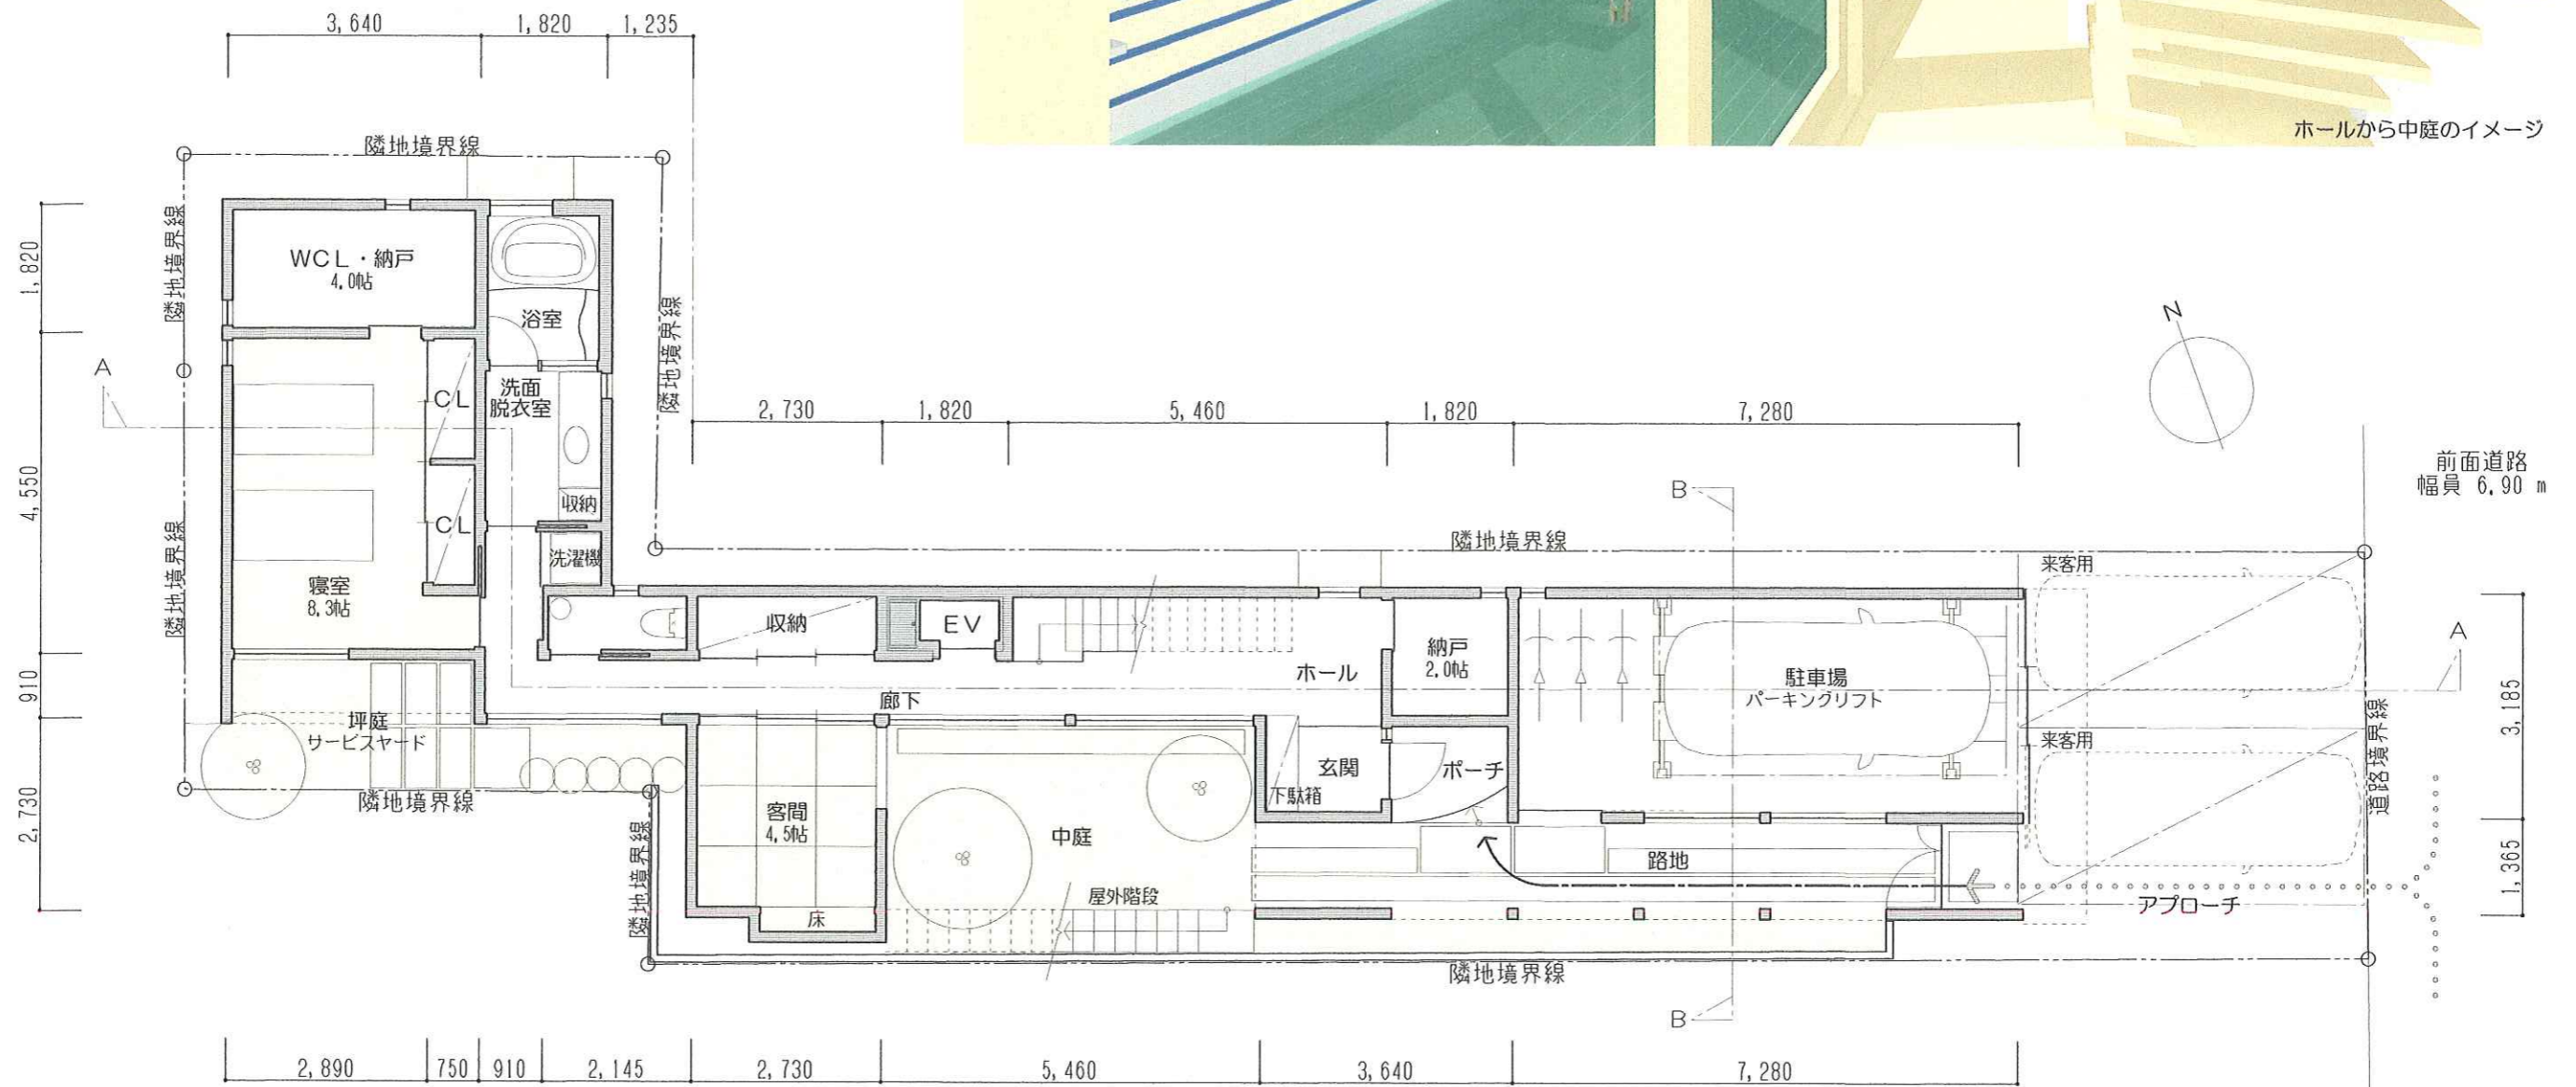 ホールから中庭のイメージ
3,640
1,820
1,235
隣地境界線
隣地境界線
隣地境界線
隣地境界線
1,820
4,550
910
2,730
WCL・納戸
4.0帖
浴室
洗面
脱衣室
CL
CL
収納
洗濯機
寝室
8.3帖
A
2,730
1,820
5,460
1,820
7,280
N
前面道路
幅員 6.90 m
B
隣地境界線
来客用
来客用
収納
EV
ホール
納戸
2.0帖
駐車場
パーキングリフト
A
廊下
坪庭
サービスヤード
隣地境界線
隣地境界線
客間
4.5帖
床
中庭
屋外階段
玄関
下駄箱
ポーチ
路地
アプローチ
道路境界線
3,185
1,365
隣地境界線
B
2,890
750
910
2,145
2,730
5,460
3,640
7,280